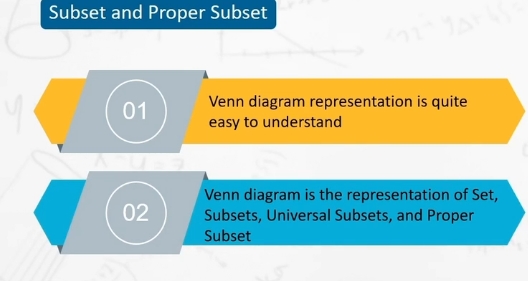 Subset and Proper Subset
01
Venn diagram representation is quite
easy to understand
02
Venn diagram is the representation of Set,
Subsets, Universal Subsets, and Proper
Subset